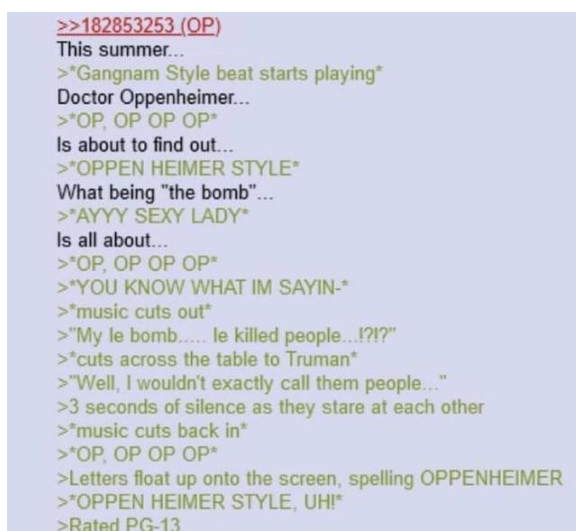 >>182853253 (OP)
This summer...
>*Gangnam Style beat starts playing*
Doctor Oppenheimer...
>*OP, OP OP OP*
Is about to find out...
>*OPPEN HEIMER STYLE*
What being "the bomb"...
>*AYYY SEXY LADY*
Is all about...
>*OP, OP OP OP*
>*YOU KNOW WHAT IM SAYIN-*
>*music cuts out*
>"My le bomb..... le killed people...!?!?"
>*cuts across the table to Truman*
>"Well, I wouldn't exactly call them people..."
>3 seconds of silence as they stare at each other
>*music cuts back in*
>*OP, OP OP OP*
>Letters float up onto the screen, spelling OPPENHEIMER
>*OPPEN HEIMER STYLE, UH!*
>Rated PG-13